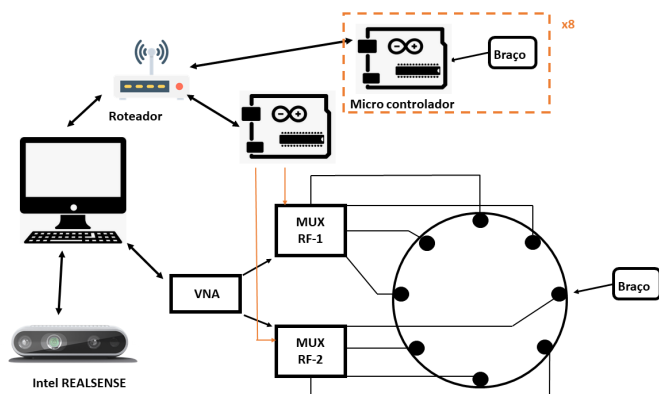 x8
Braço
Roteador
Micro controlador
MUX
RF-1
VNA
Braço
MUX
RF-2
Intel REALSENSE